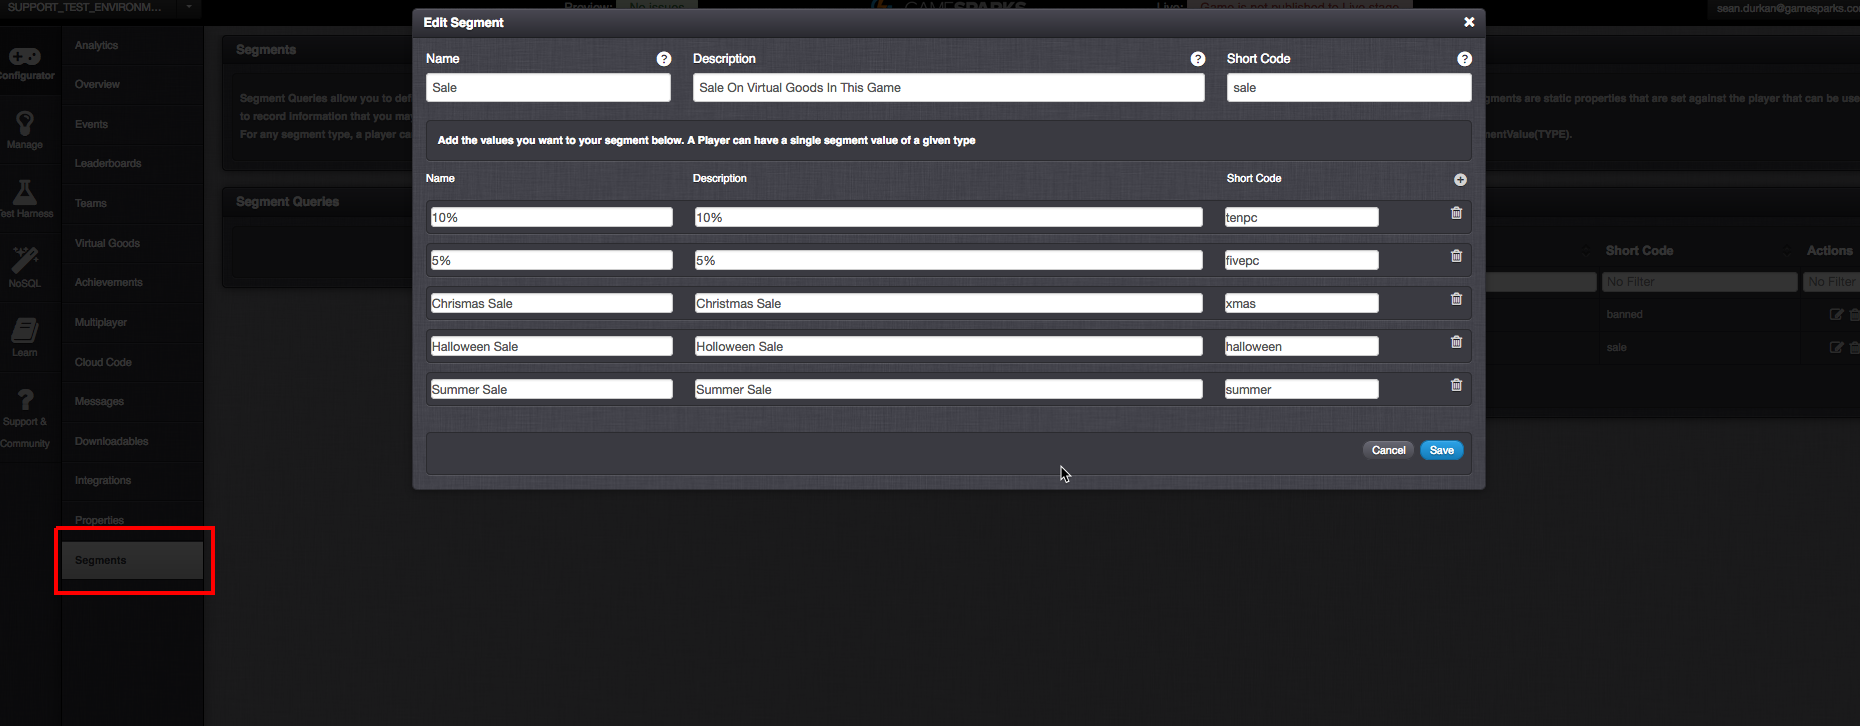 SUPPORT_TEST_ENVIRONM...
Preview:
No issues
GAMESPARKS
Live:
Game is not published to Live stage
sean.durkan@gamesparks.co
Configurator
Manage
Test Harness
NoSQL
Learn
Support &
Community
Analytics
Overview
Events
Leaderboards
Teams
Virtual Goods
Achievements
Multiplayer
Cloud Code
Messages
Downloadables
Integrations
Properties
Segments
Segments
Segment Queries allow you to def
to record information that you may
For any segment type, a player ca
Segment Queries
Edit Segment
Name
Description
Short Code
Sale
Sale On Virtual Goods In This Game
sale
Add the values you want to your segment below. A Player can have a single segment value of a given type
Name
Description
Short Code
10%
10%
tenpc
5%
5%
fivepc
Chrismas Sale
Christmas Sale
xmas
Halloween Sale
Holloween Sale
halloween
Summer Sale
Summer Sale
summer
Cancel
Save
gments are static properties that are set against the player that can be use
mentValue(TYPE).
Short Code
Actions
No Filter
No Filter
banned
sale